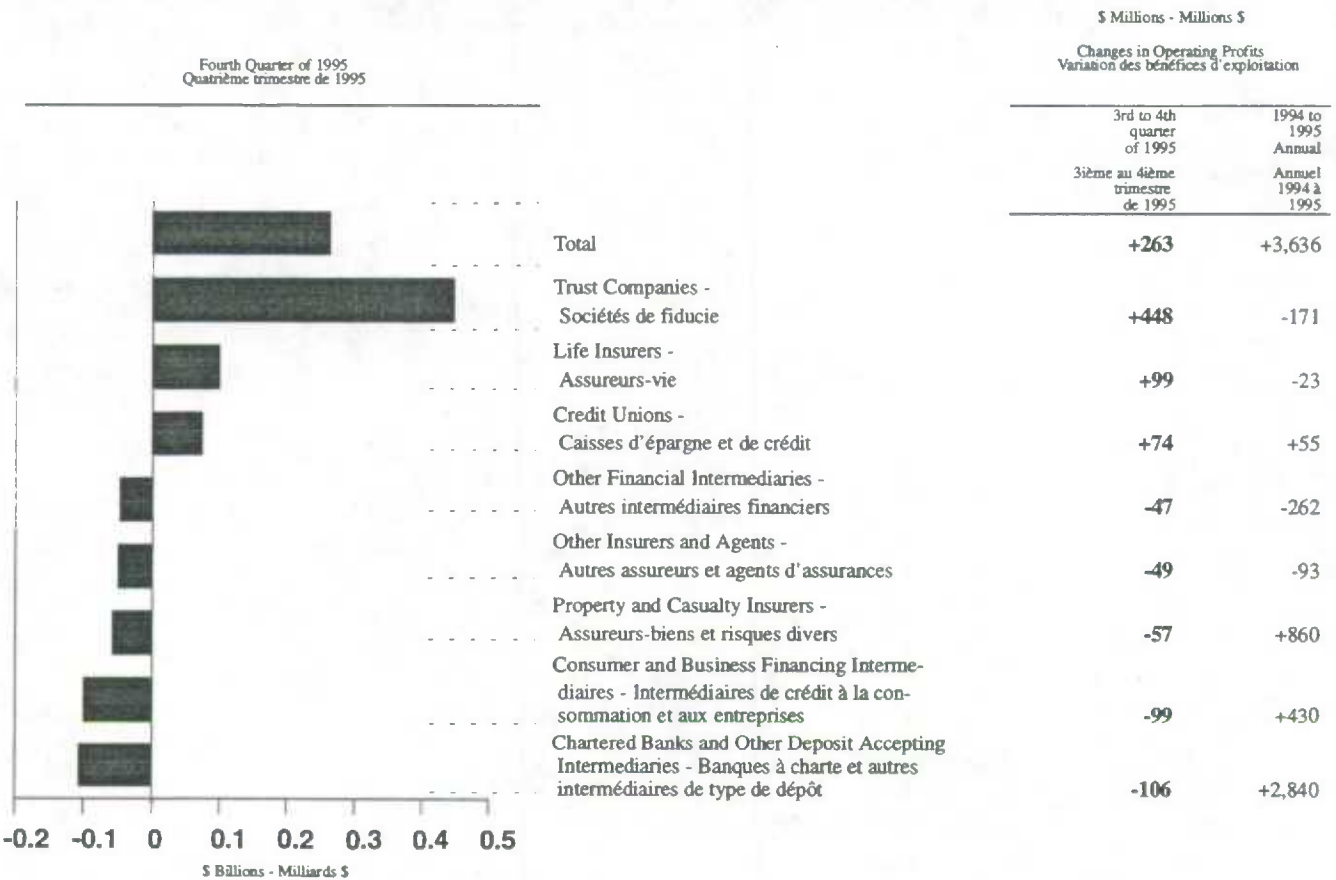 $ Millions - Millions $
Fourth Quarter of 1995
Quatrième trimestre de 1995
Changes in Operating Profits
Variation des bénéfices d'exploitation
3rd to 4th
quarter
of 1995
1994 to
1995
Annual
3ième au 4ième
trimestre
de 1995
Annuel
1994 à
1995
Total +263 +3,636
Trust Companies -
Sociétés de fiducie +448 -171
Life Insurers -
Assureurs-vie +99 -23
Credit Unions -
Caisses d'épargne et de crédit +74 +55
Other Financial Intermediaries -
Autres intermédiaires financiers -47 -262
Other Insurers and Agents -
Autres assureurs et agents d'assurances -49 -93
Property and Casualty Insurers -
Assureurs-biens et risques divers -57 +860
Consumer and Business Financing Interme-
diaires - Intermédiaires de crédit à la con-
sommation et aux entreprises -99 +430
Chartered Banks and Other Deposit Accepting
Intermediaries - Banques à charte et autres
intermédiaires de type de dépôt -106 +2,840
-0.2 -0.1 0 0.1 0.2 0.3 0.4 0.5
$ Billions - Milliards $